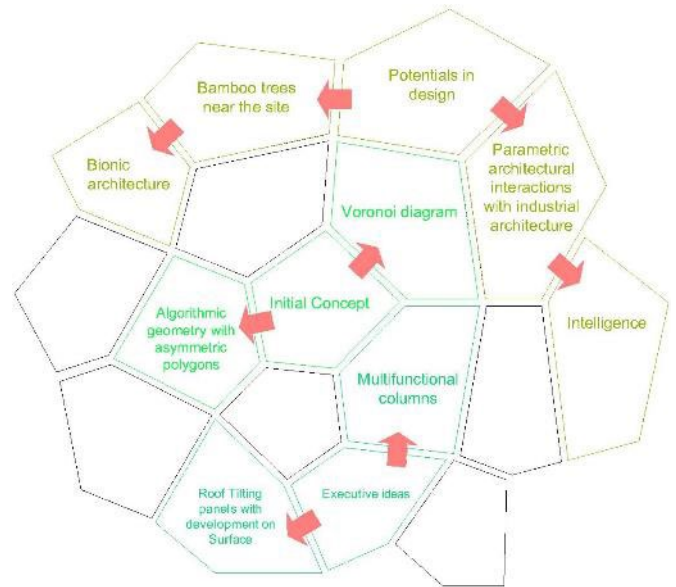 Potentials in
design
Bamboo trees
near the site
Bionic
architecture
Parametric
architectural
interactions
with industrial
architecture
Voronoi diagram
Initial Concept
Algorithmic
geometry with
asymmetric
polygons
Intelligence
Multifunctional
columns
Executive ideas
Roof Tilting
panels with
development on
Surface